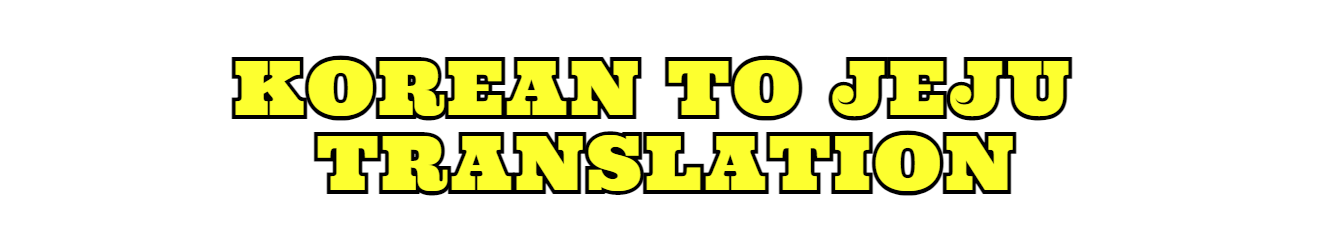 KOREAN TO JEJU
TRANSLATION